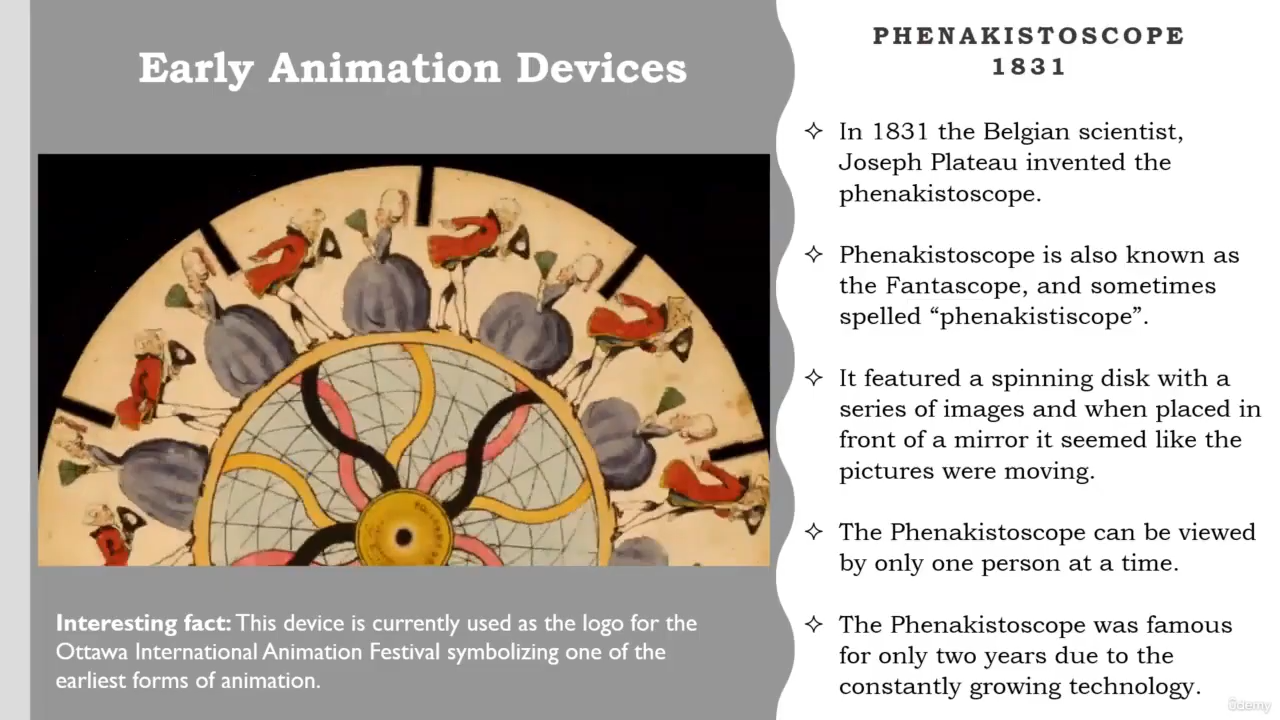 Early Animation Devices
Interesting fact: This device is currently used as the logo for the
Ottawa International Animation Festival symbolizing one of the
earliest forms of animation.
PHENAKISTOSCOPE
1831
✧ In 1831 the Belgian scientist,
Joseph Plateau invented the
phenakistoscope.
✧ Phenakistoscope is also known as
the Fantascope, and sometimes
spelled “phenakistiscope”.
✧ It featured a spinning disk with a
series of images and when placed in
front of a mirror it seemed like the
pictures were moving.
✧ The Phenakistoscope can be viewed
by only one person at a time.
✧ The Phenakistoscope was famous
for only two years due to the
constantly growing technology.
ûdemy